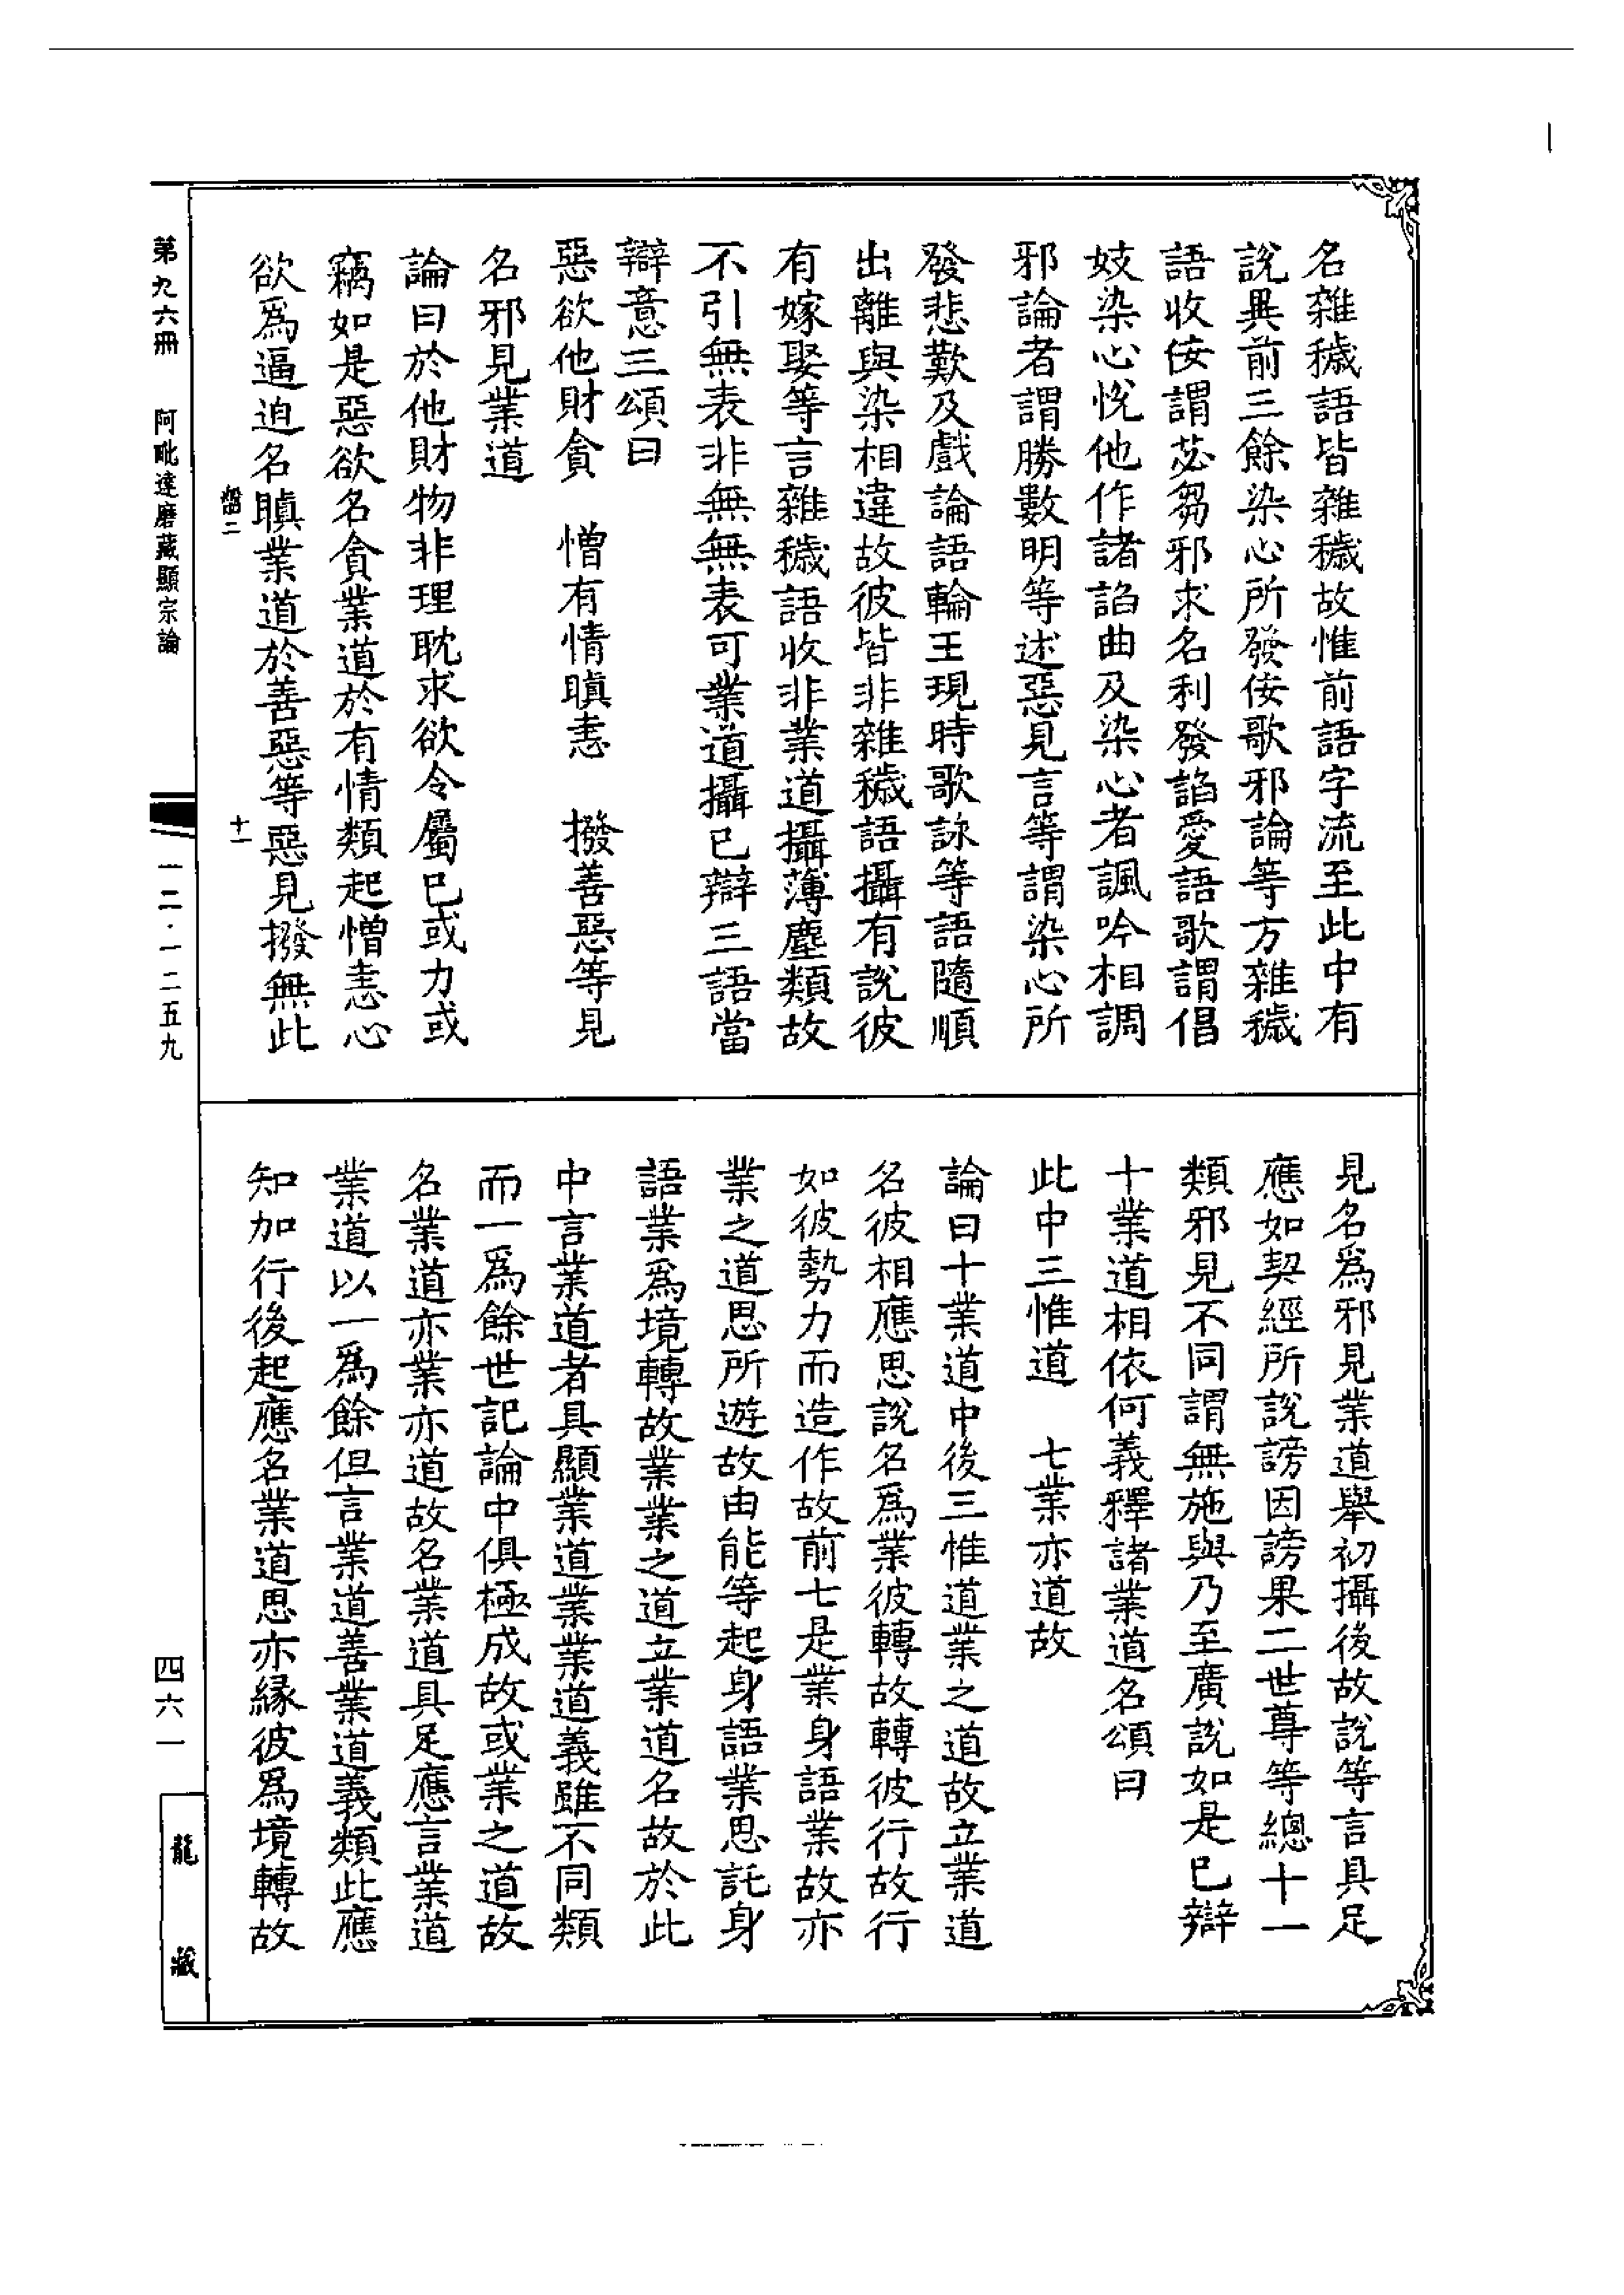 名雜穢語皆雜穢故惟前語字流至此中有
說異前三餘染心所發佞歌邪論等方雜穢
語收佞謂苾芻邪求名利發諂愛語歌謂倡
妓染心悅他作諸諂曲及染心者諷吟相調
邪論者謂勝數明等述惡見言等謂染心所
發悲歎及戲論語輪王現時歌詠等語隨順
出離與染相違故彼皆非雜穢語攝有說彼
有嫁娶等言雜穢語收非業道攝薄塵類故
不引無表非無無表可業道攝已辯三語當
辯意三頌曰
惡欲他財貪　憎有情瞋恚　撥善惡等見
名邪見業道
論曰於他財物非理耽求欲令屬已或力或
竊如是惡欲名貪業道於有情類起憎恚心
欲爲逼迫名瞋業道於善惡等惡見撥無此
見名爲邪見業道舉初攝後故說等言具足
應如契經所說謗因謗果二世尊等總十一
類邪見不同謂無施與乃至廣說如是已辯
十業道相依何義釋諸業道名頌曰
此中三惟道　七業亦道故
論曰十業道中後三惟道業之道故立業道
名彼相應思說名爲業彼轉故轉彼行故行
如彼勢力而造作故前七是業身語業故亦
業之道思所遊故由能等起身語業思託身
語業爲境轉故業業之道立業道名故於此
中言業道者具顯業道業業道義雖不同類
而一爲餘世記論中俱極成故或業之道故
名業道亦業亦道故名業道具足應言業道
業道以一爲餘但言業道善業道義類此應
知加行後起應名業道思亦緣彼爲境轉故
第九六冊　阿毗達磨藏顯宗論
二
十一
一二·一二五九
四六一
龍藏